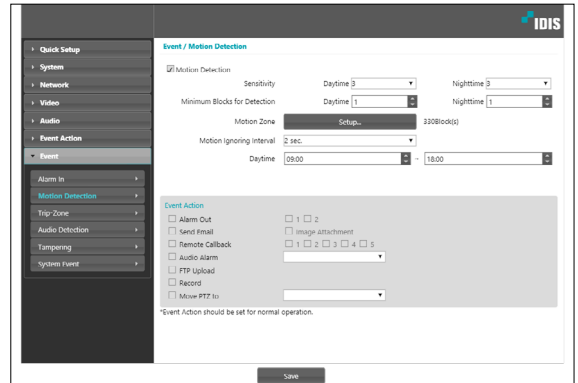 IDIS
Quick Setup
System
Network
Video
Audio
Event Action
Event
Alarm In
Motion Detection
Trip-Zone
Audio Detection
Tampering
System Event
Event / Motion Detection
Motion Detection
Sensitivity Daytime 3 Nighttime 3
Minimum Blocks for Detection Daytime 1 Nighttime 1
Motion Zone Setup... 330Block(s)
Motion Ignoring Interval 2 sec.
Daytime 09:00 ~ 18:00
Event Action
Alarm Out 1 2
Send Email Image Attachment
Remote Callback 1 2 3 4 5
Audio Alarm
FTP Upload
Record
Move PTZ to
*Event Action should be set for normal operation.
Save